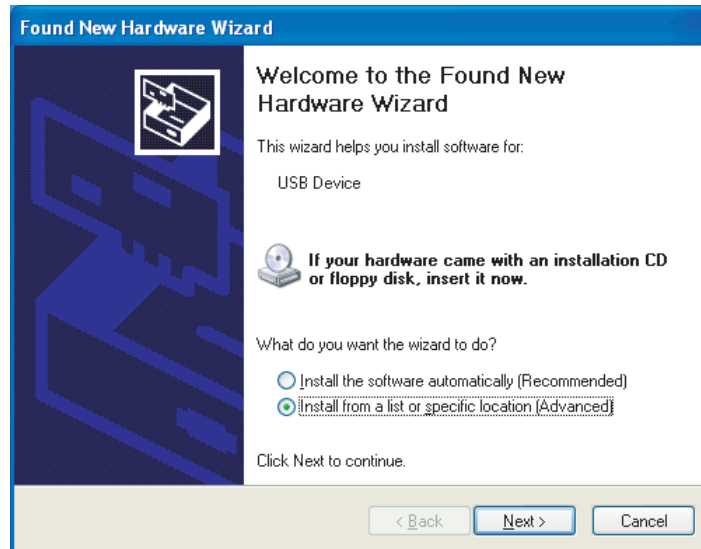 Found New Hardware Wizard
Welcome to the Found New
Hardware Wizard
This wizard helps you install software for:
USB Device
If your hardware came with an installation CD
or floppy disk, insert it now.
What do you want the wizard to do?
Install the software automatically (Recommended)
Install from a list or specific location (Advanced)
Click Next to continue.
< Back Next > Cancel